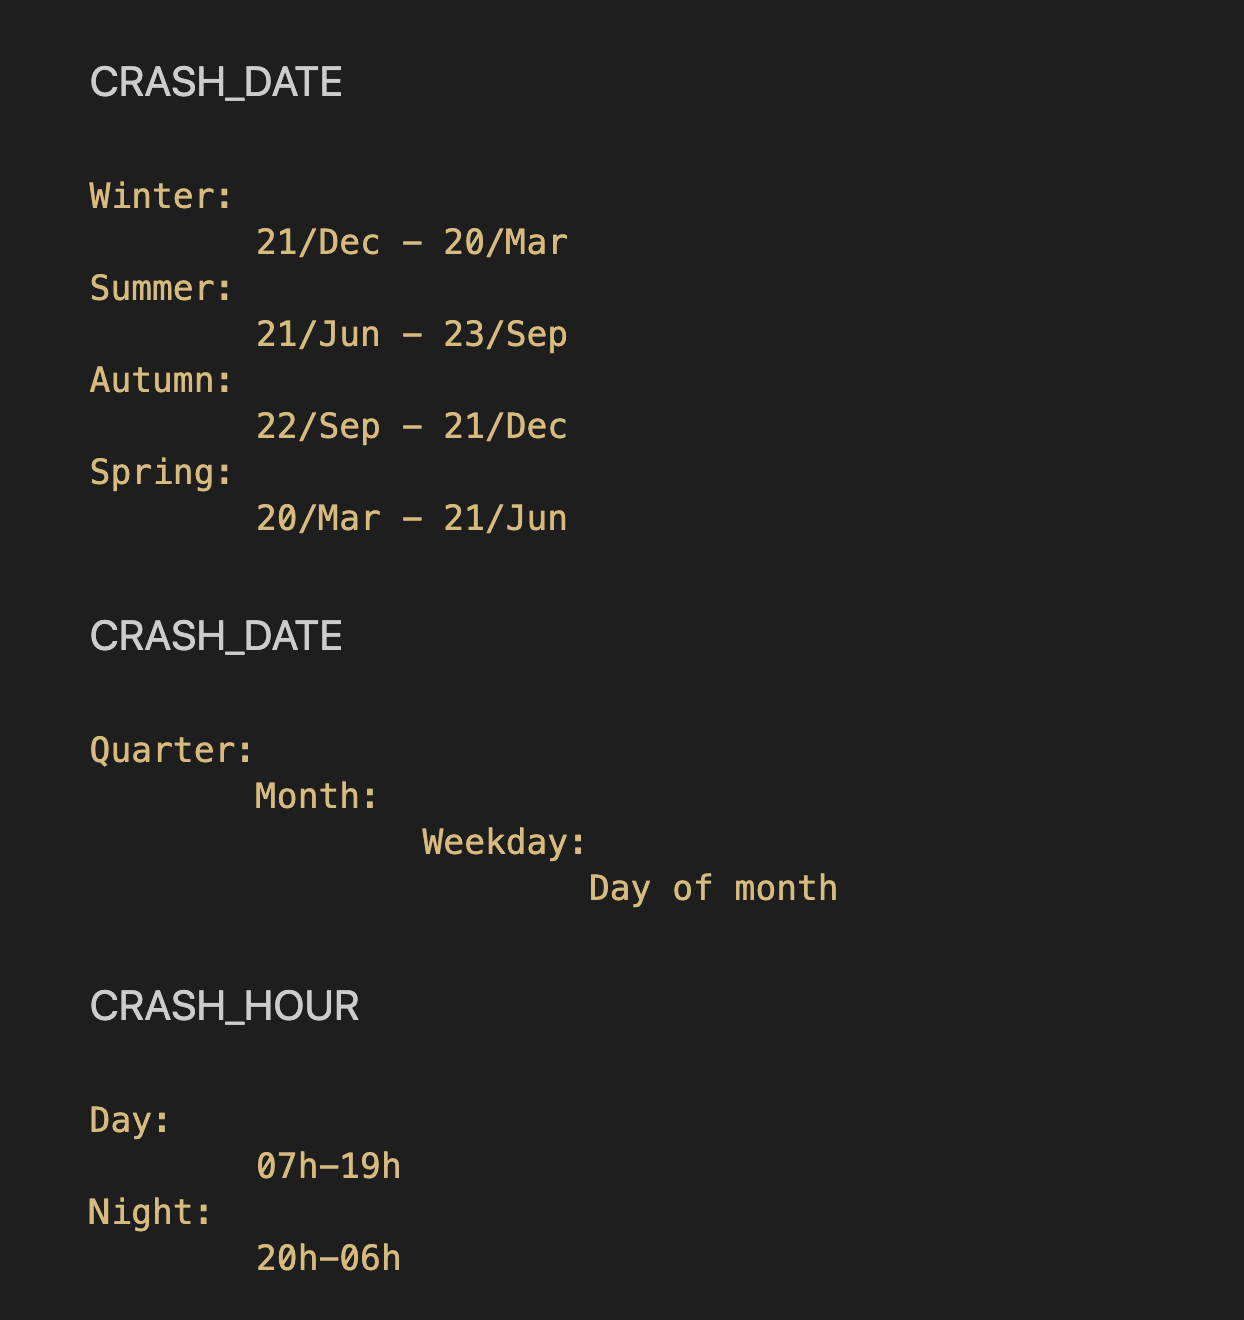 CRASH_DATE
Winter:
21/Dec - 20/Mar
Summer:
21/Jun - 23/Sep
Autumn:
22/Sep - 21/Dec
Spring:
20/Mar - 21/Jun
CRASH_DATE
Quarter:
Month:
Weekday:
Day of month
CRASH_HOUR
Day:
07h-19h
Night:
20h-06h